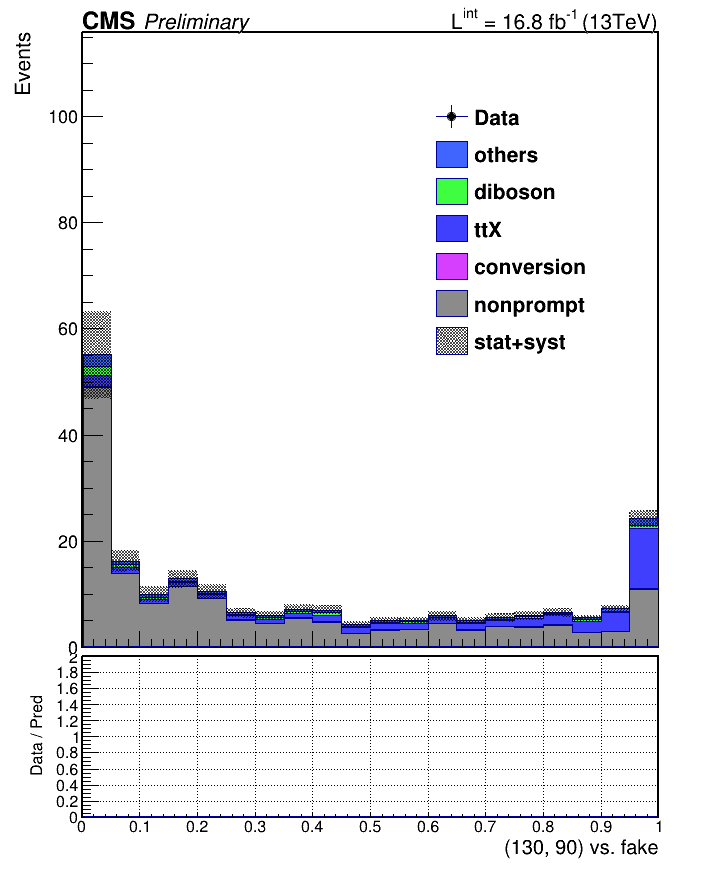 CMS Preliminary L^int = 16.8 fb^-1 (13TeV)
Events
100
80
60
40
20
0
Data
others
diboson
ttX
conversion
nonprompt
stat+syst
Data / Pred
2
1.8
1.6
1.4
1.2
1
0.8
0.6
0.4
0.2
0
0 0.1 0.2 0.3 0.4 0.5 0.6 0.7 0.8 0.9 1
(130, 90) vs. fake